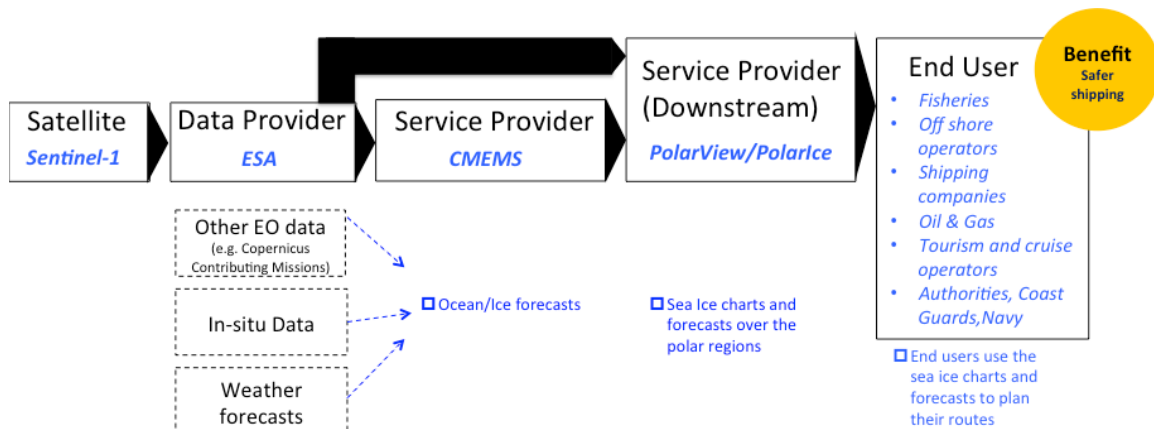 Satellite
Sentinel-1
Data Provider
ESA
Service Provider
CMEMS
Service Provider
(Downstream)
PolarView/PolarIce
End User
• Fisheries
• Off shore
operators
• Shipping
companies
• Oil & Gas
• Tourism and cruise
operators
• Authorities, Coast
Guards,Navy
Benefit
Safer
shipping
Other EO data
(e.g. Copernicus
Contributing Missions)
In-situ Data
Weather
forecasts
Ocean/Ice forecasts
Sea Ice charts and
forecasts over the
polar regions
End users use the
sea ice charts and
forecasts to plan
their routes